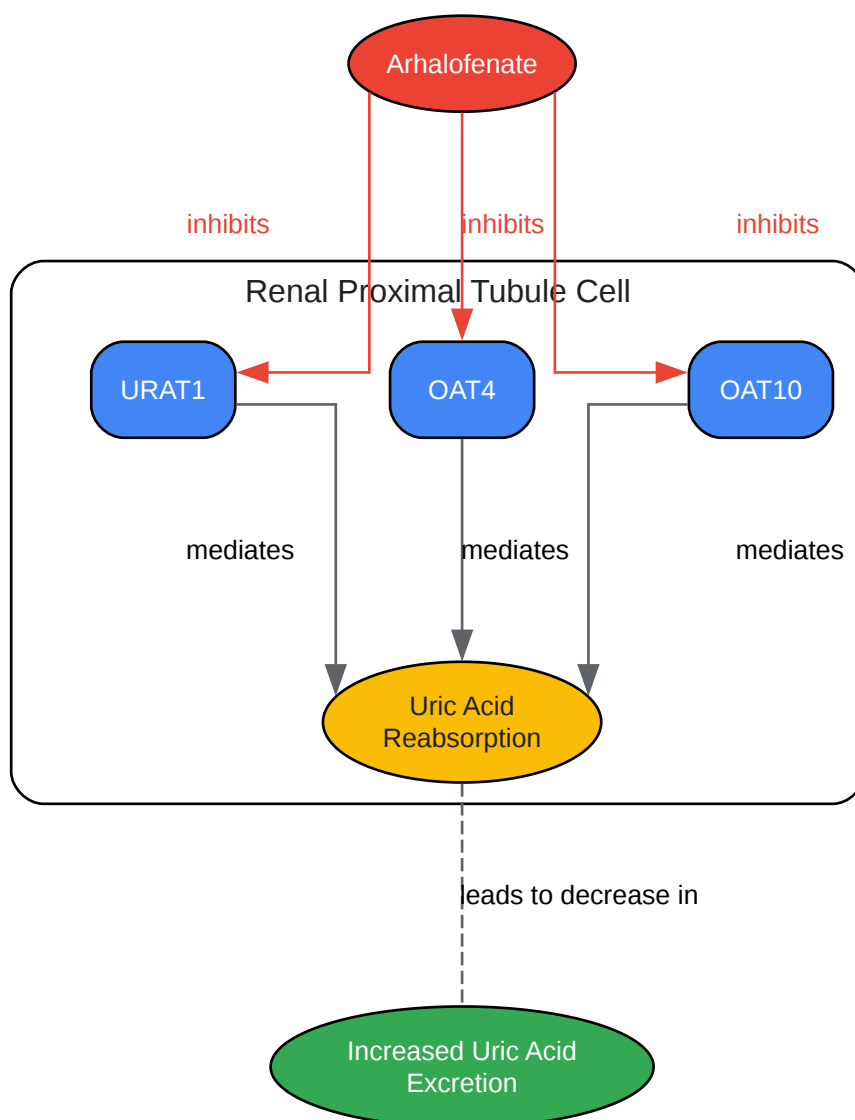 Arhalofenate
inhibits
inhibits
inhibits
Renal Proximal Tubule Cell
URAT1
OAT4
OAT10
mediates
mediates
mediates
Uric Acid
Reabsorption
leads to decrease in
Increased Uric Acid
Excretion